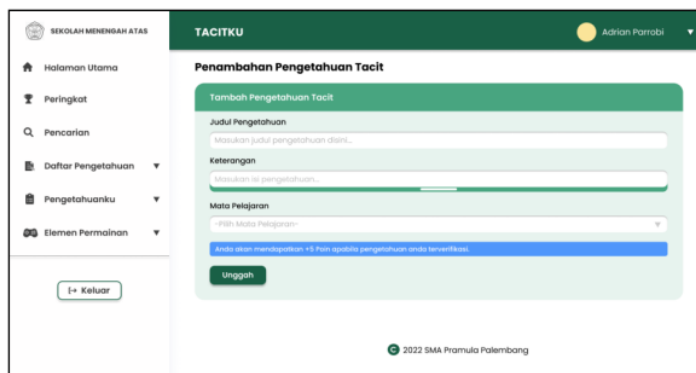 SEKOLAH MENENGAH ATAS
TACITKU
Adrian Parrobi
Halaman Utama
Peringkat
Pencarian
Daftar Pengetahuan
Pengetahuanku
Elemen Permainan
Keluar
Penambahan Pengetahuan Tacit
Tambah Pengetahuan Tacit
Judul Pengetahuan
Masukan judul pengetahuan disini..
Keterangan
Masukan isi pengetahuan...
Mata Pelajaran
-Pilih Mata Pelajaran-
Anda akan mendapatkan +5 Poin apabila pengetahuan anda terverifikasi.
Unggah
© 2022 SMA Pramula Palembang